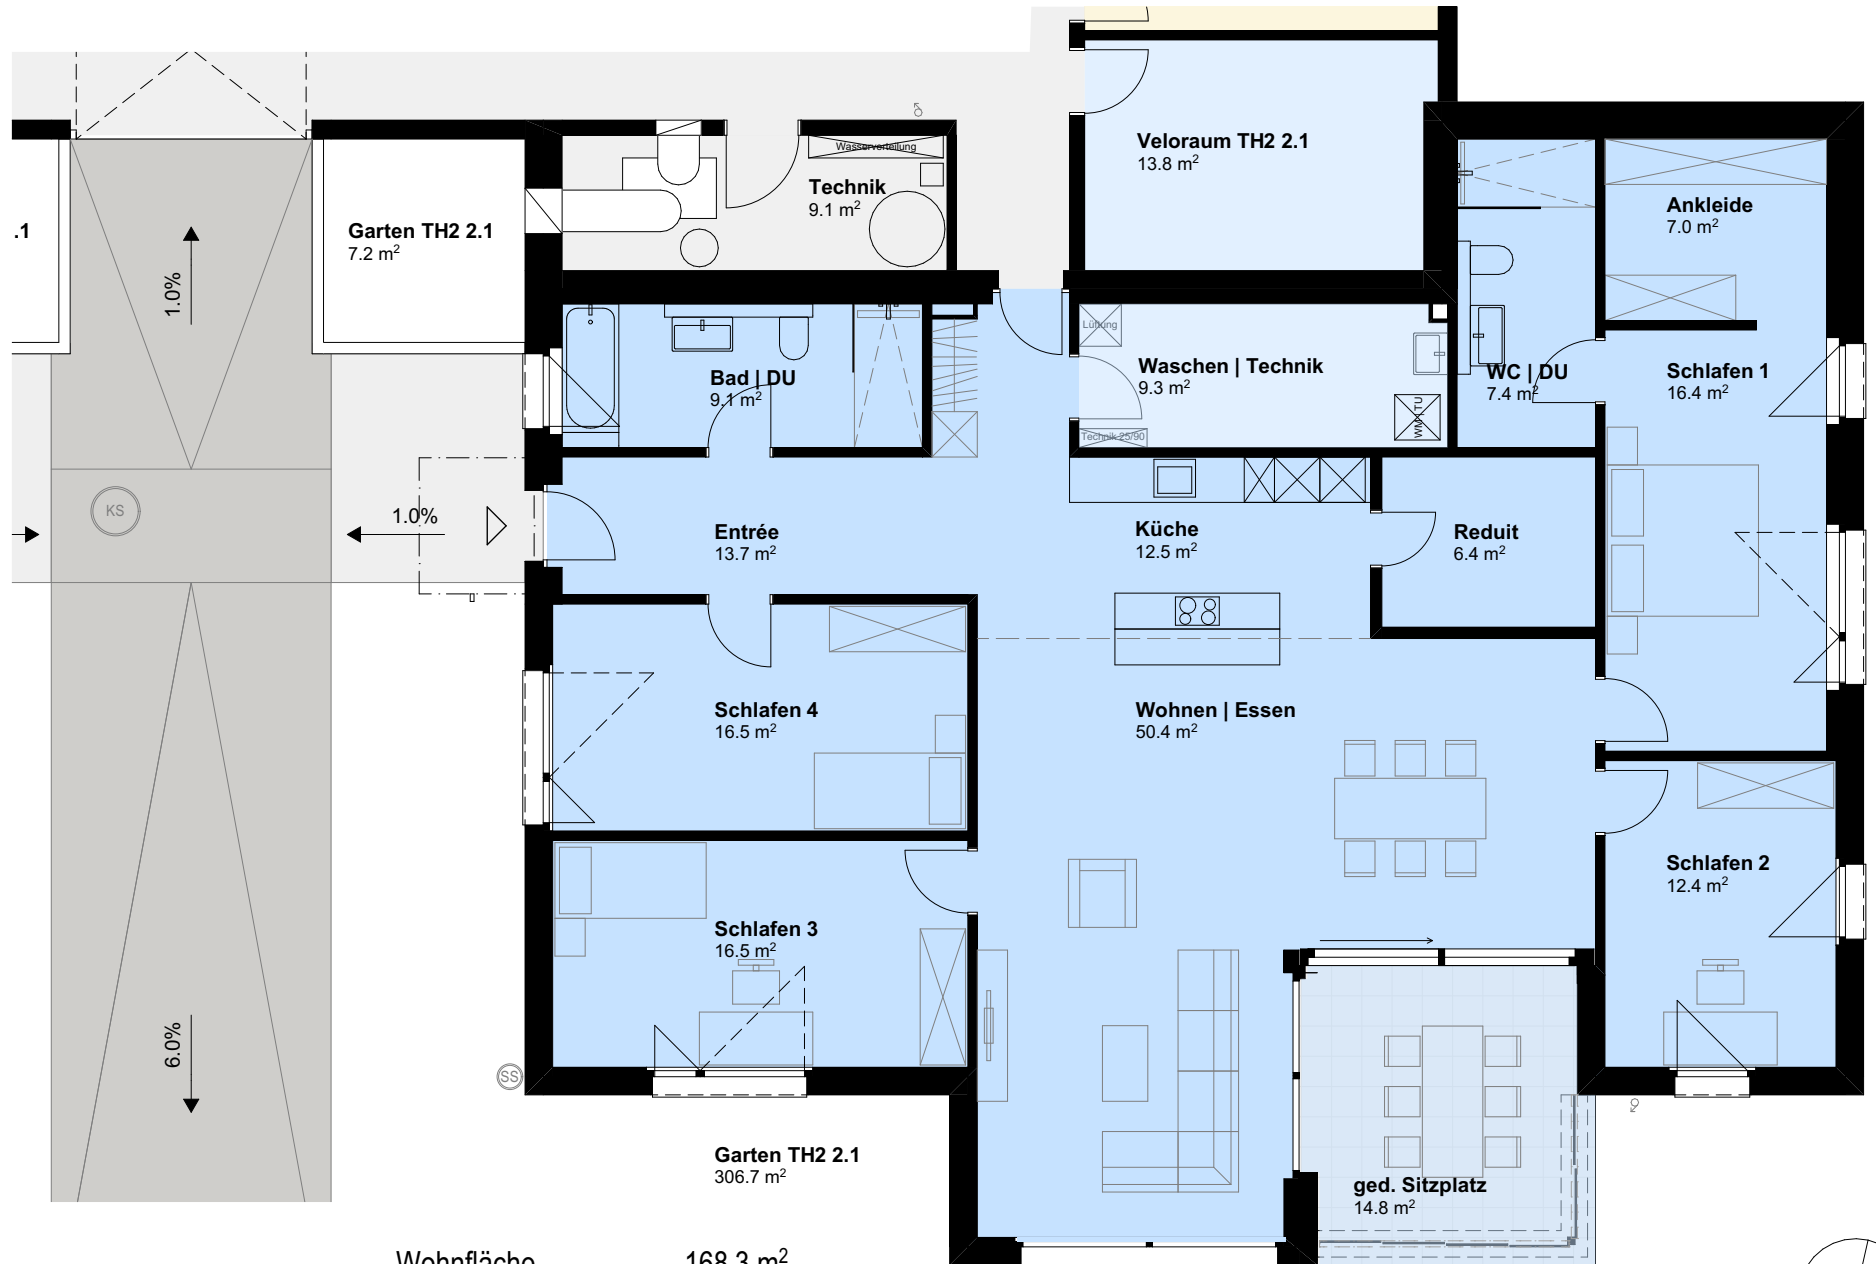 Wasserverteilung
Veloraum TH2 2.1
13.8 m²
Technik
9.1 m²
Ankleide
7.0 m²
.1
Garten TH2 2.1
7.2 m²
1.0%
Lüftung
Waschen | Technik
9.3 m²
Bad | DU
9.1 m²
WC | DU
7.4 m²
Schlafen 1
16.4 m²
WM | TU
Technik 25/90
KS
1.0%
Entrée
13.7 m²
Küche
12.5 m²
Reduit
6.4 m²
Schlafen 4
16.5 m²
Wohnen | Essen
50.4 m²
Schlafen 2
12.4 m²
Schlafen 3
16.5 m²
6.0%
SS
Garten TH2 2.1
306.7 m²
ged. Sitzplatz
14.8 m²
Wohnfläche 168.3 m²